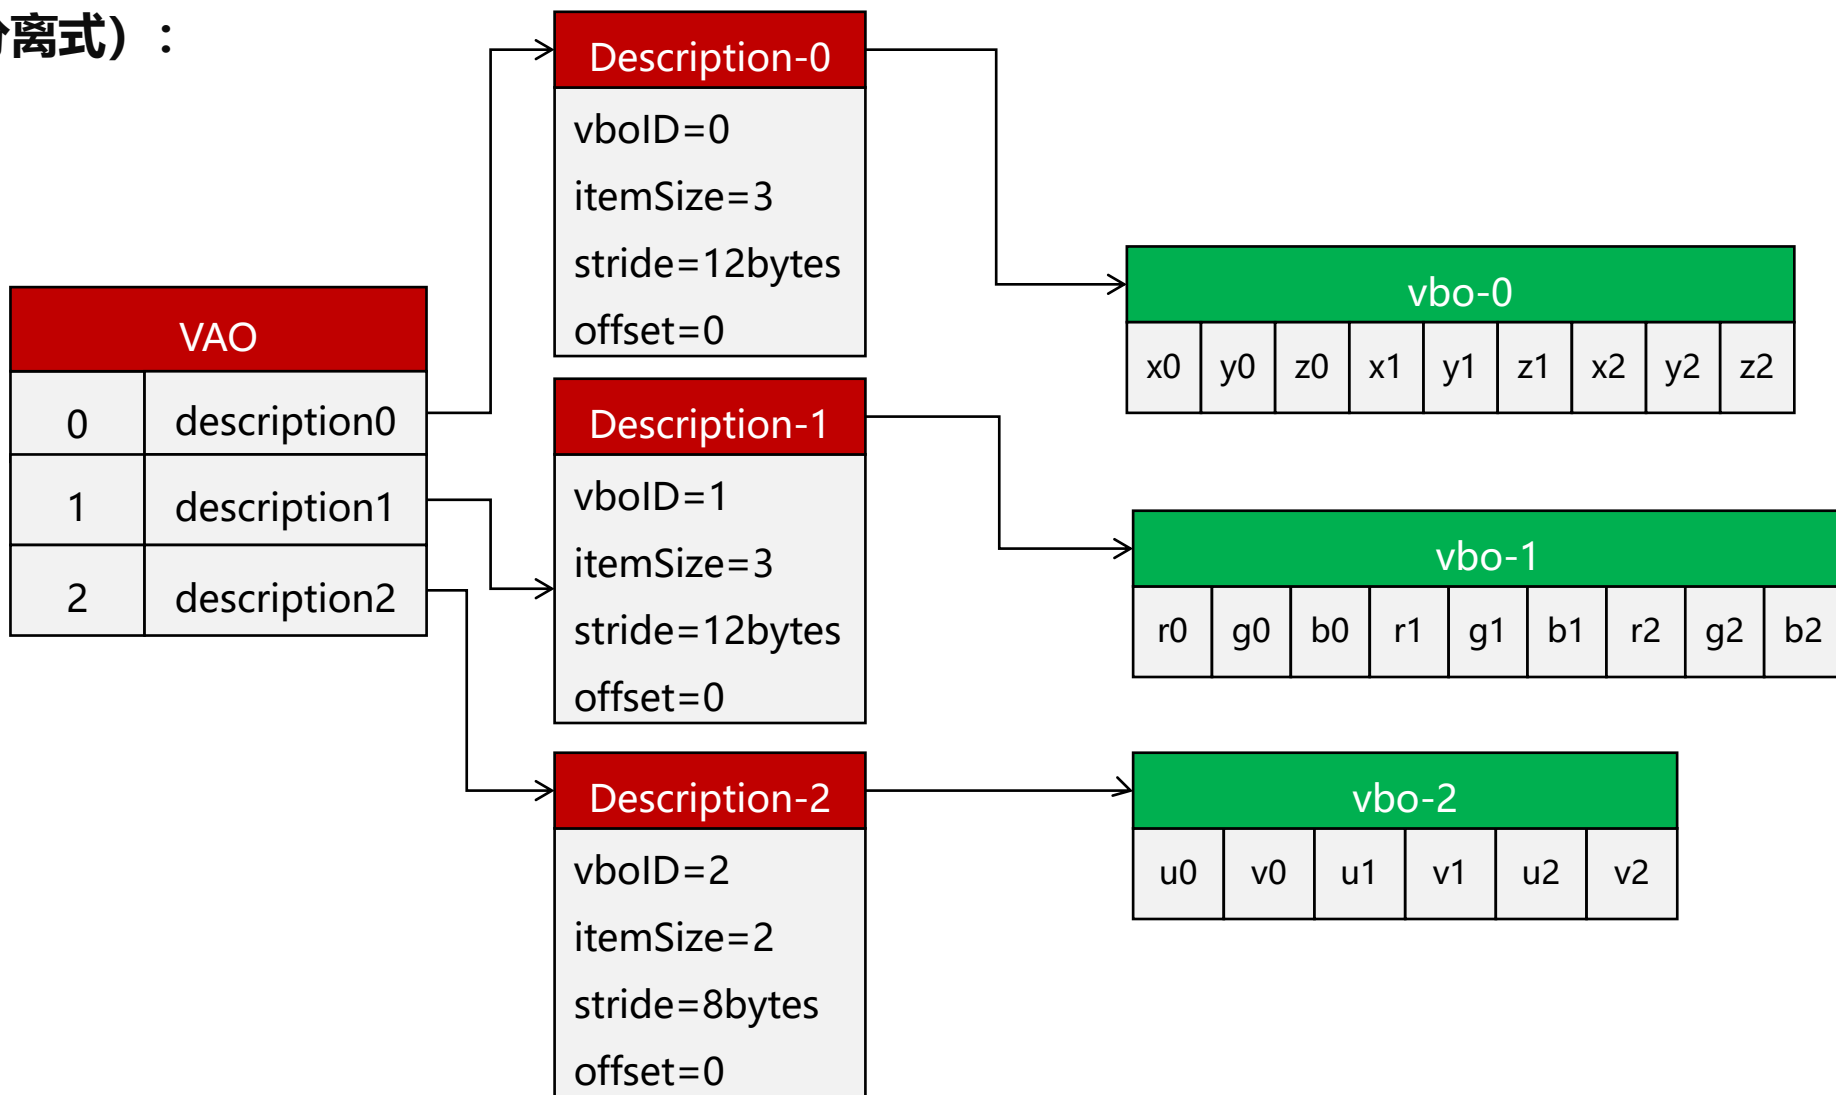 离式）：
VAO
0 description0
1 description1
2 description2
Description-0
vboID=0
itemSize=3
stride=12bytes
offset=0
Description-1
vboID=1
itemSize=3
stride=12bytes
offset=0
Description-2
vboID=2
itemSize=2
stride=8bytes
offset=0
vbo-0
x0 y0 z0 x1 y1 z1 x2 y2 z2
vbo-1
r0 g0 b0 r1 g1 b1 r2 g2 b2
vbo-2
u0 v0 u1 v1 u2 v2